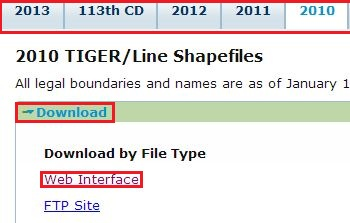 2013 113th CD 2012 2011 2010
2010 TIGER/Line Shapefiles
All legal boundaries and names are as of January 1
Download
Download by File Type
Web Interface
FTP Site